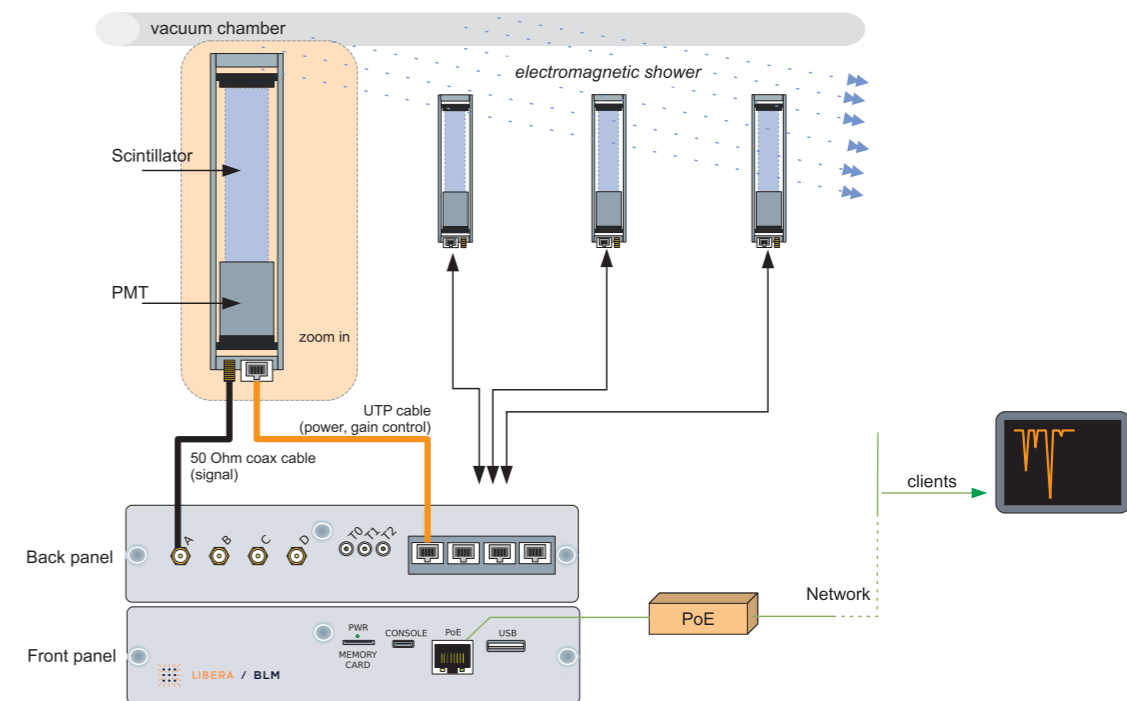 vacuum chamber
electromagnetic shower
Scintillator
PMT
zoom in
UTP cable
(power, gain control)
50 Ohm coax cable
(signal)
clients
A
B
C
D
T0
T1
T2
Back panel
Network
PoE
Front panel
PWR
MEMORY
CARD
CONSOLE
PoE
USB
LIBERA / BLM